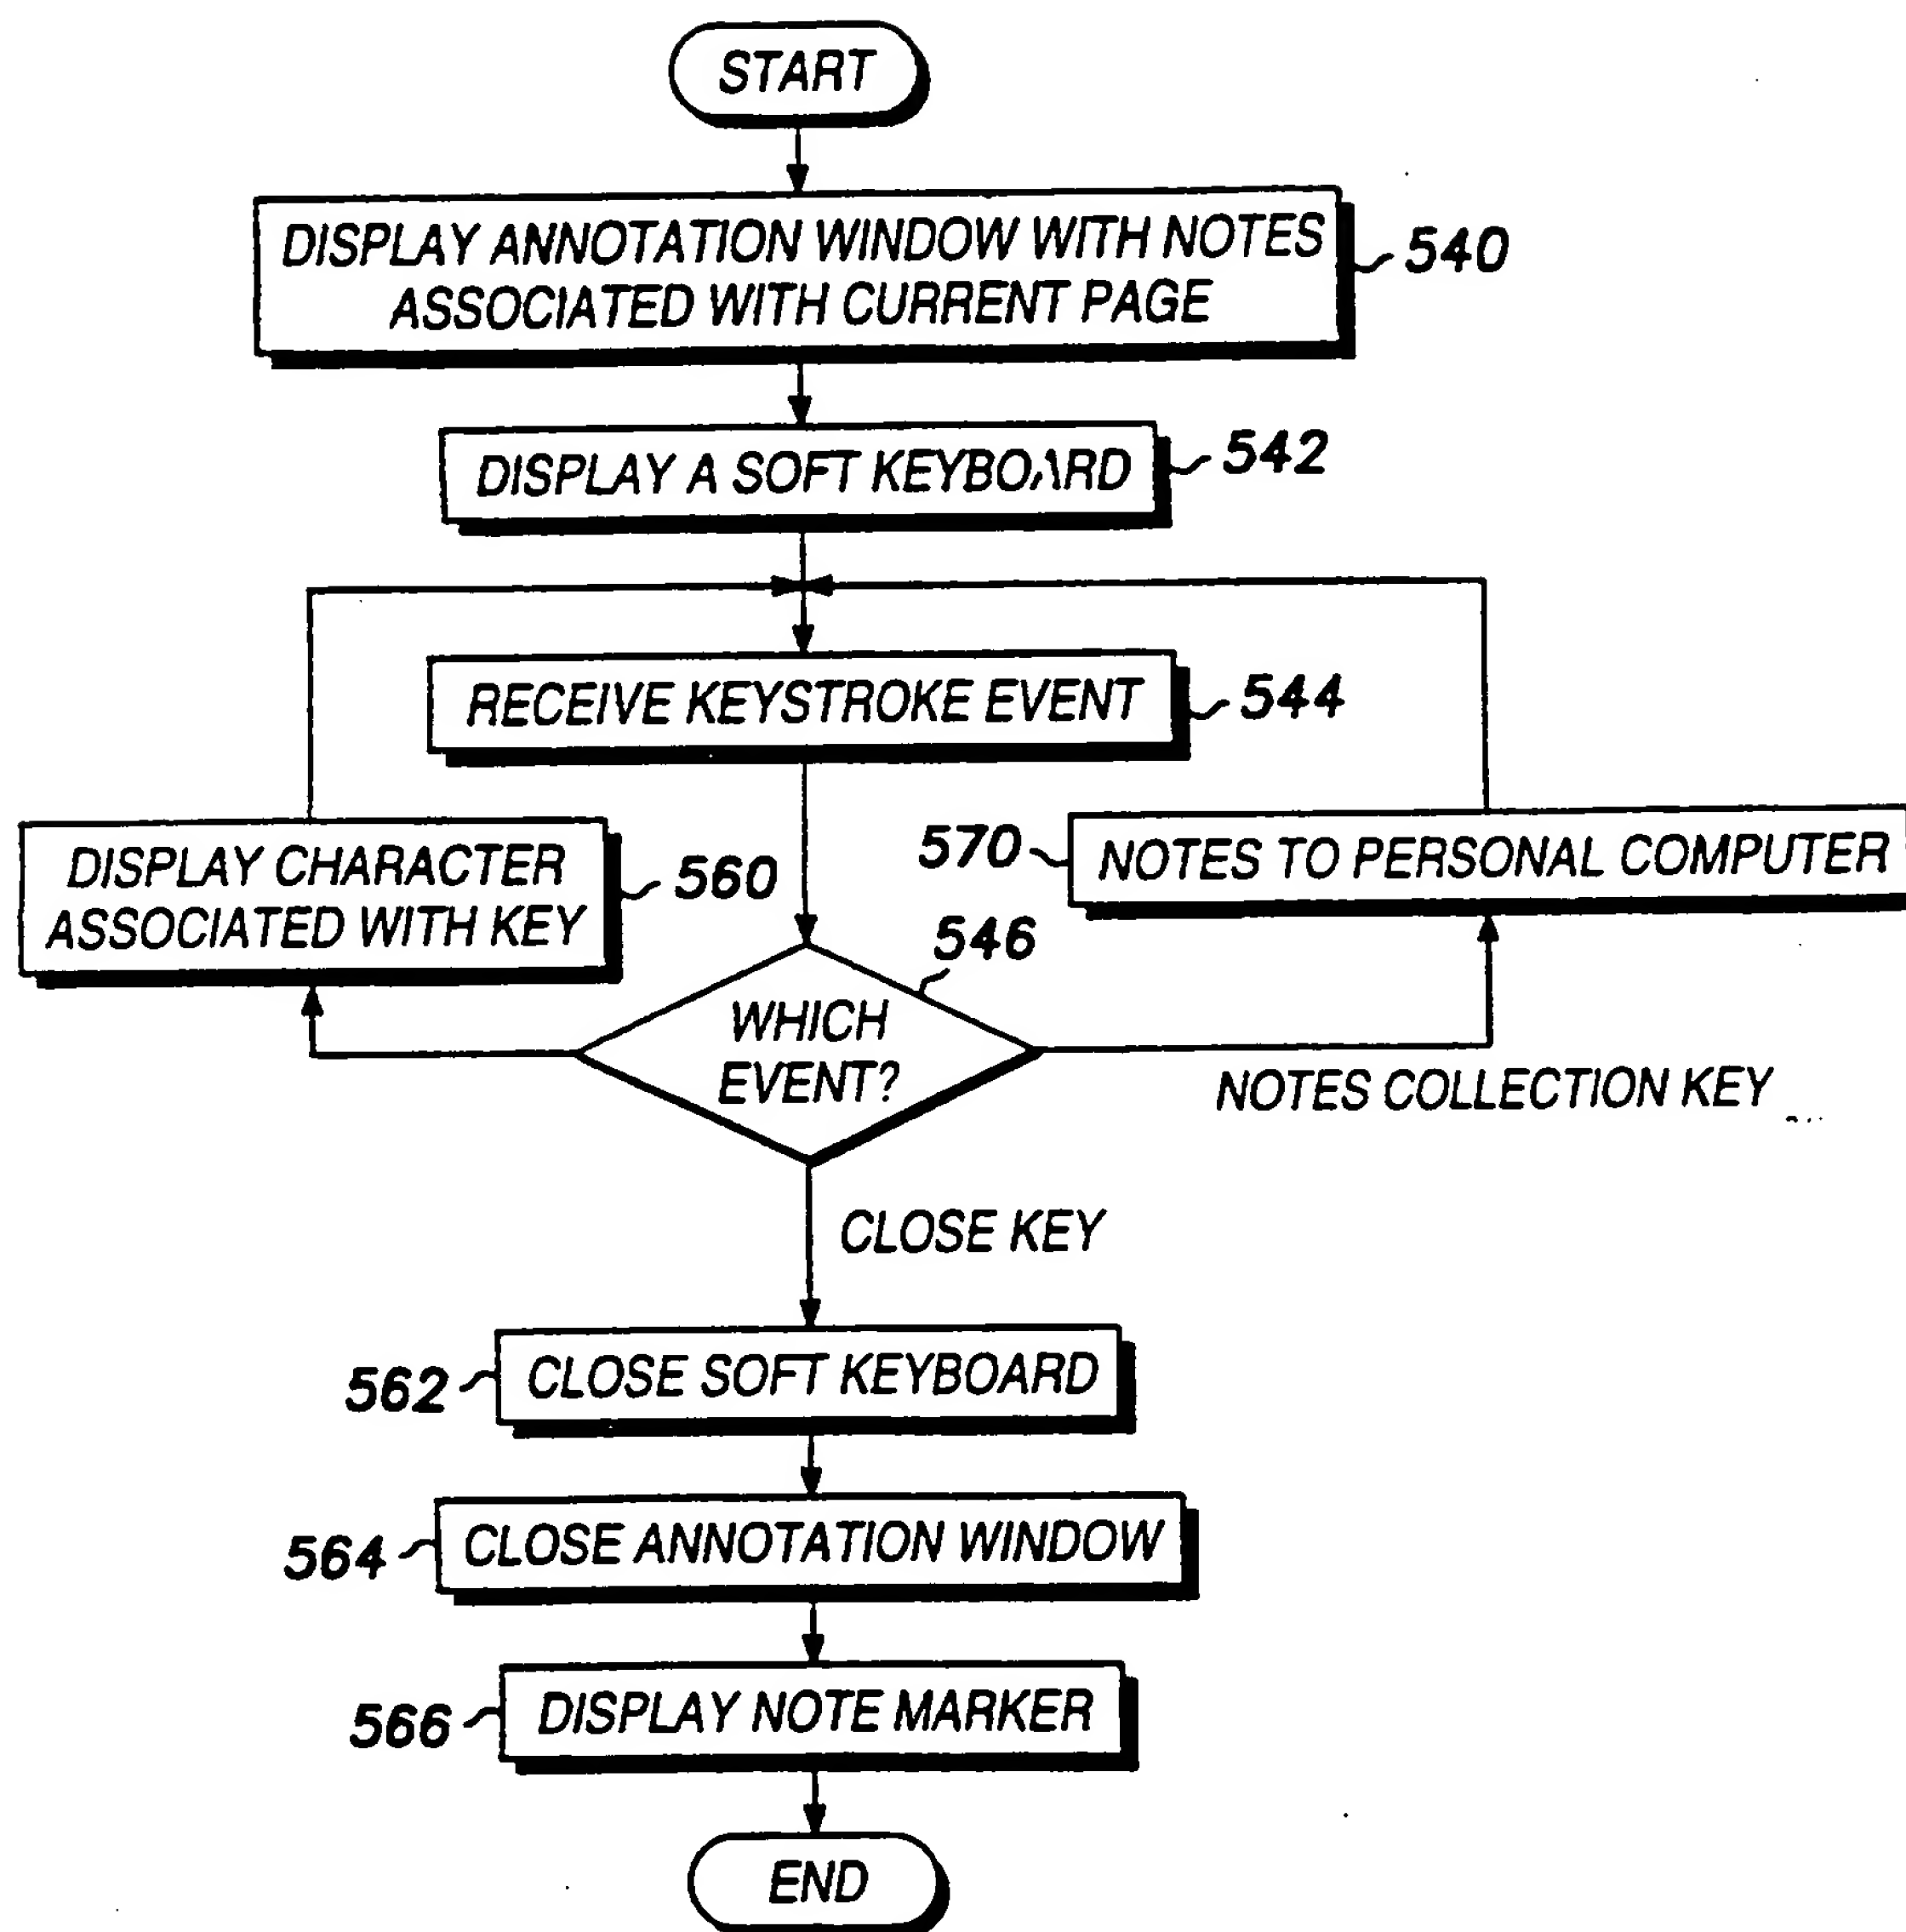 START
DISPLAY ANNOTATION WINDOW WITH NOTES
ASSOCIATED WITH CURRENT PAGE
540
DISPLAY A SOFT KEYBOARD
542
RECEIVE KEYSTROKE EVENT
544
DISPLAY CHARACTER
ASSOCIATED WITH KEY
560
570
NOTES TO PERSONAL COMPUTER
546
WHICH
EVENT?
NOTES COLLECTION KEY
CLOSE KEY
562
CLOSE SOFT KEYBOARD
564
CLOSE ANNOTATION WINDOW
566
DISPLAY NOTE MARKER
END